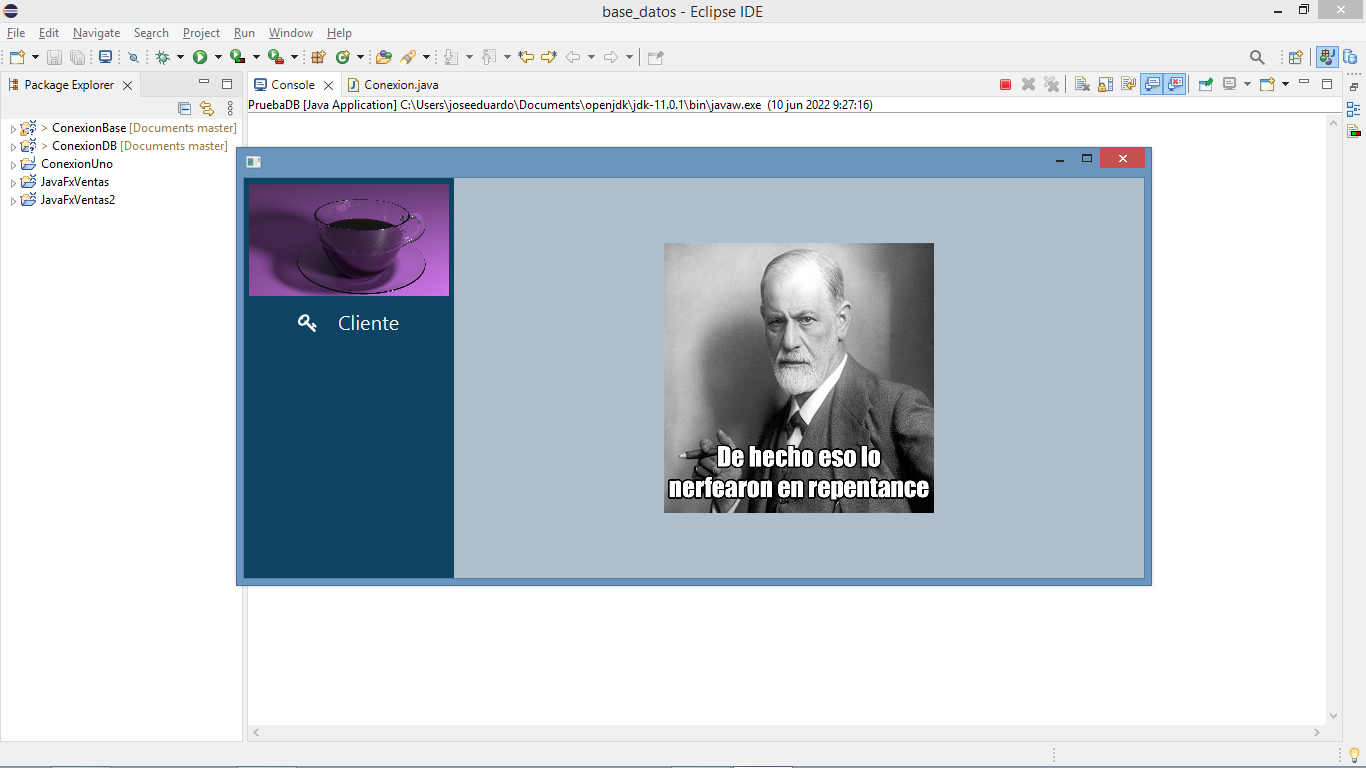 base_datos - Eclipse IDE
File Edit Navigate Search Project Run Window Help
Package Explorer
Console
Conexion.java
PruebaDB [Java Application] C:\Users\joseeduardo\Documents\openjdk\jdk-11.0.1\bin\javaw.exe (10 jun 2022 9:27:16)
> ConexionBase [Documents master]
> ConexionDB [Documents master]
ConexionUno
JavaFxVentas
JavaFxVentas2
Cliente
De hecho eso lo
nerfearon en repentance